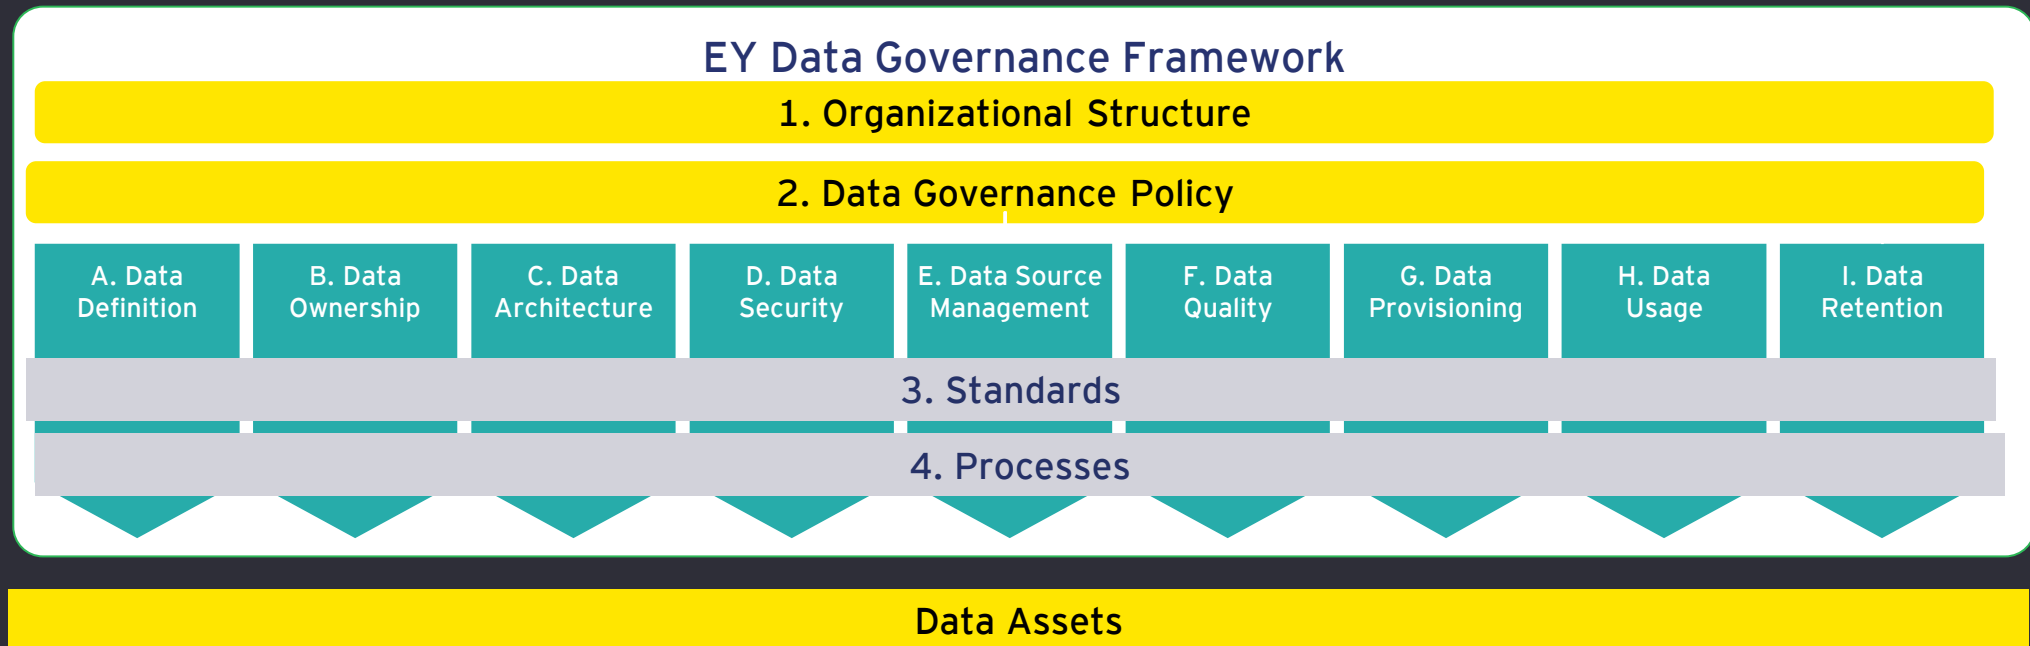 EY Data Governance Framework
1. Organizational Structure
2. Data Governance Policy
A. Data
Definition
B. Data
Ownership
C. Data
Architecture
D. Data
Security
E. Data Source
Management
F. Data
Quality
G. Data
Provisioning
H. Data
Usage
I. Data
Retention
3. Standards
4. Processes
Data Assets